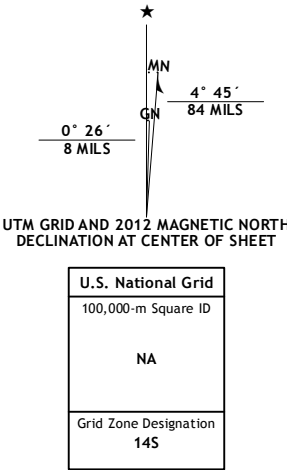 ★
MN
4° 45´
84 MILS
GN
0° 26´
8 MILS
UTM GRID AND 2012 MAGNETIC NORTH
DECLINATION AT CENTER OF SHEET
U.S. National Grid
100,000-m Square ID
NA
Grid Zone Designation
14S